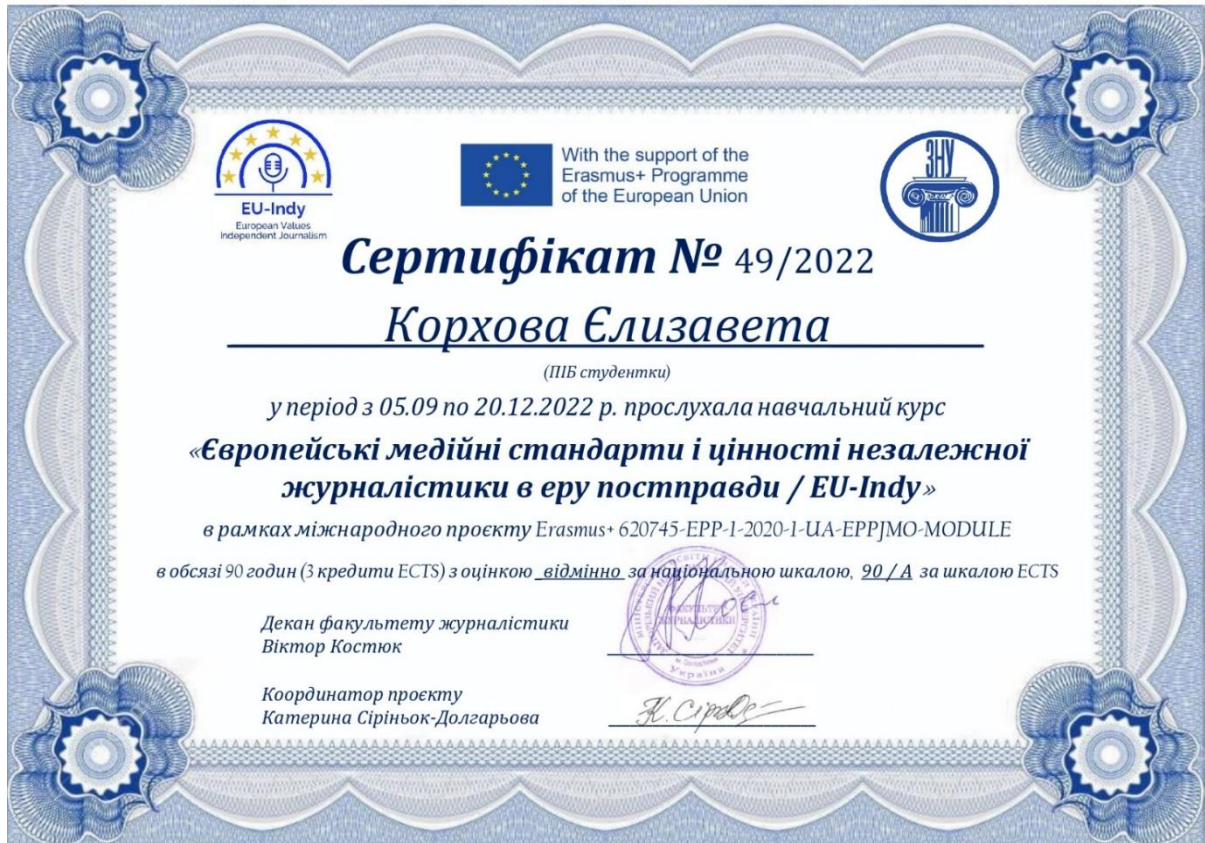 EU-Indy
European Values
Independent Journalism
With the support of the
Erasmus+ Programme
of the European Union
ЗНУ
Сертифікат № 49/2022
Корхова Єлизавета
(ПІБ студентки)
у період з 05.09 по 20.12.2022 р. прослухала навчальний курс
«Європейські медійні стандарти і цінності незалежної
журналістики в еру постправди / EU-Indy»
в рамках міжнародного проєкту Erasmus+ 620745-EPP-1-2020-1-UA-EPPJMO-MODULE
в обсязі 90 годин (3 кредити ECTS) з оцінкою відмінно за національною шкалою, 90 / А за шкалою ECTS
Декан факультету журналістики
Віктор Костюк
ФАКУЛЬТЕТ
ЖУРНАЛІСТИКИ
Україна
Координатор проєкту
Катерина Сіріньок-Долгарьова